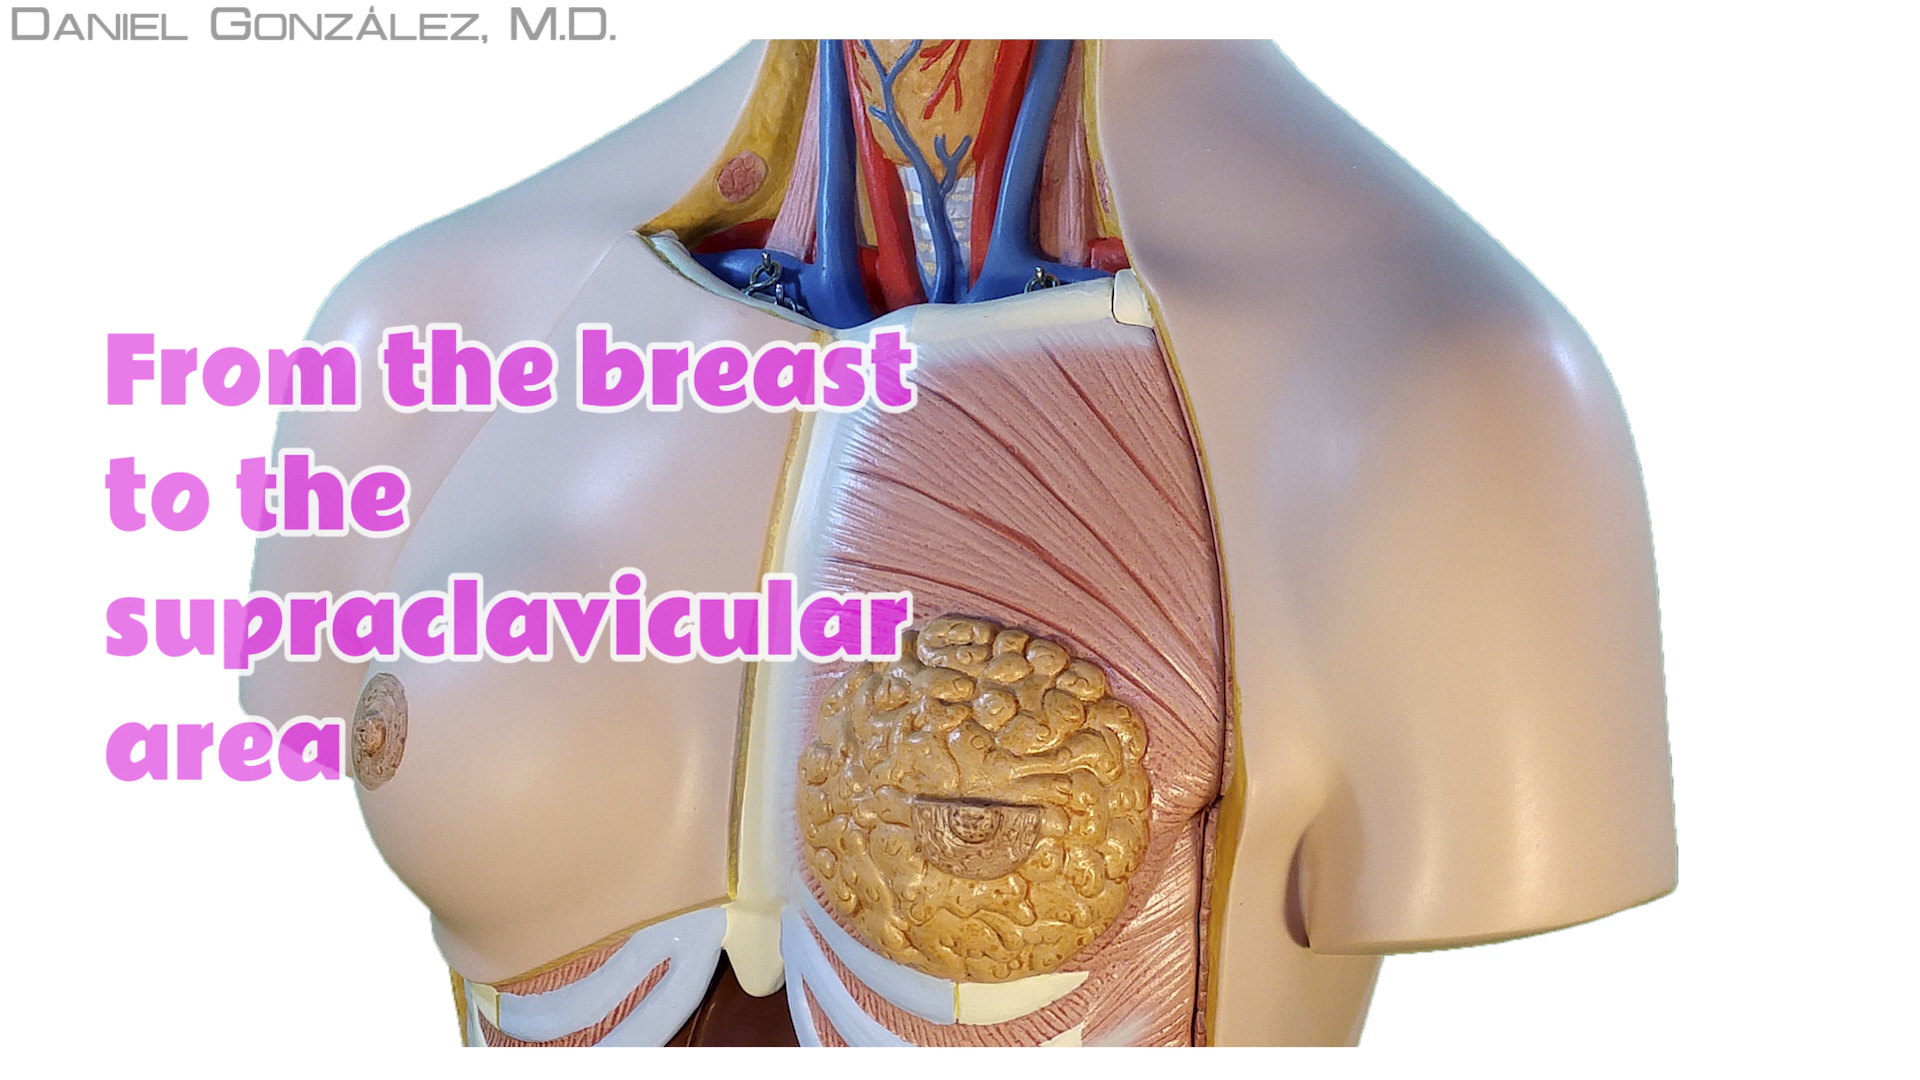 Daniel González, M.D.
From the breast
to the
supraclavicular
area